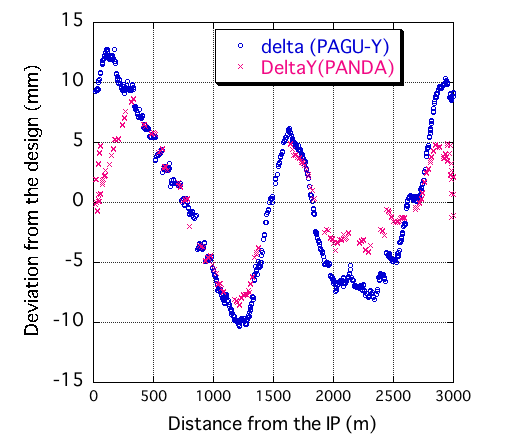 15
10
5
0
-5
-10
-15
Deviation from the design (mm)
delta (PAGU-Y)
DeltaY(PANDA)
0 500 1000 1500 2000 2500 3000
Distance from the IP (m)